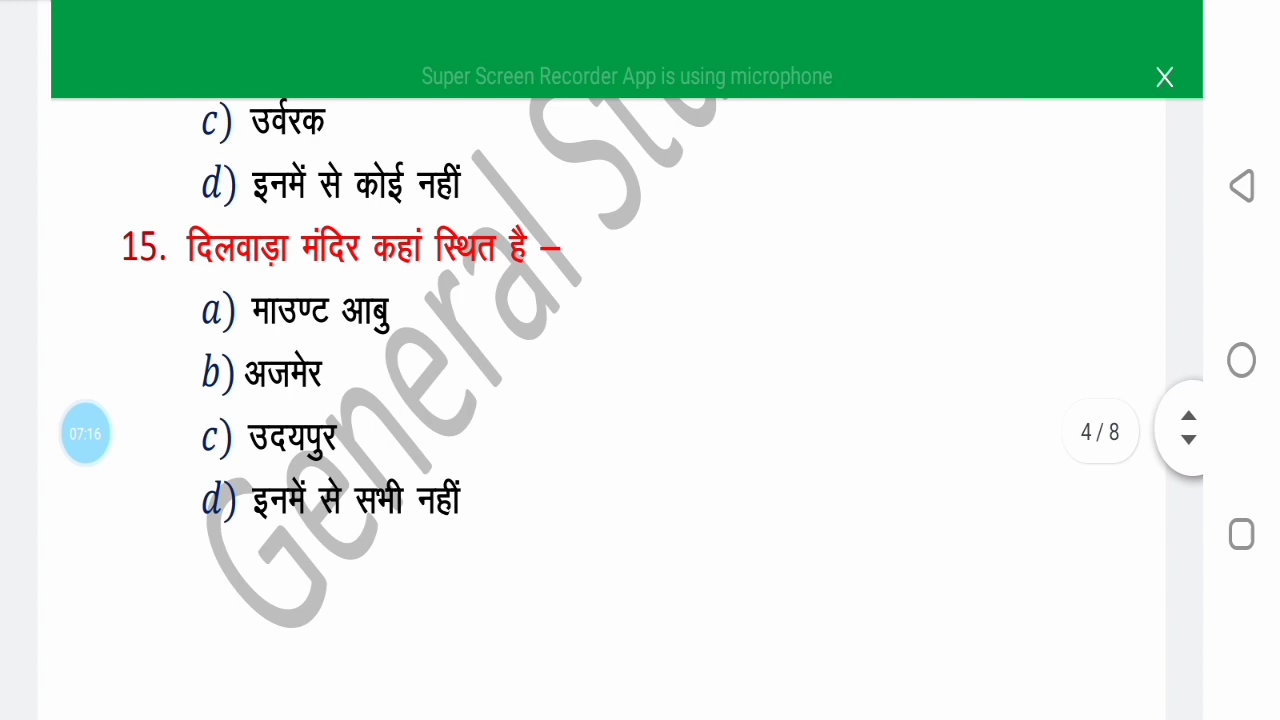 Super Screen Recorder App is using microphone
c) उर्वरक
d) इनमें से कोई नहीं
15. दिलवाड़ा मंदिर कहां स्थित है –
a) माउण्ट आबु
b) अजमेर
c) उदयपुर
d) इनमें से सभी नहीं
07:16
4 / 8
General Stu